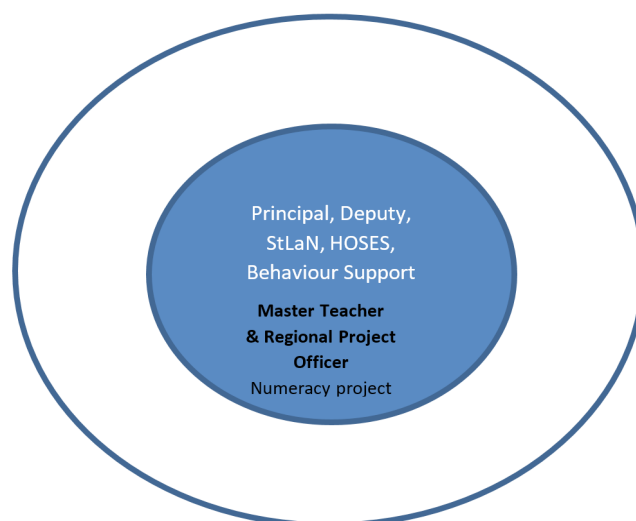 Principal, Deputy,
StLaN, HOSES,
Behaviour Support
Master Teacher
& Regional Project
Officer
Numeracy project